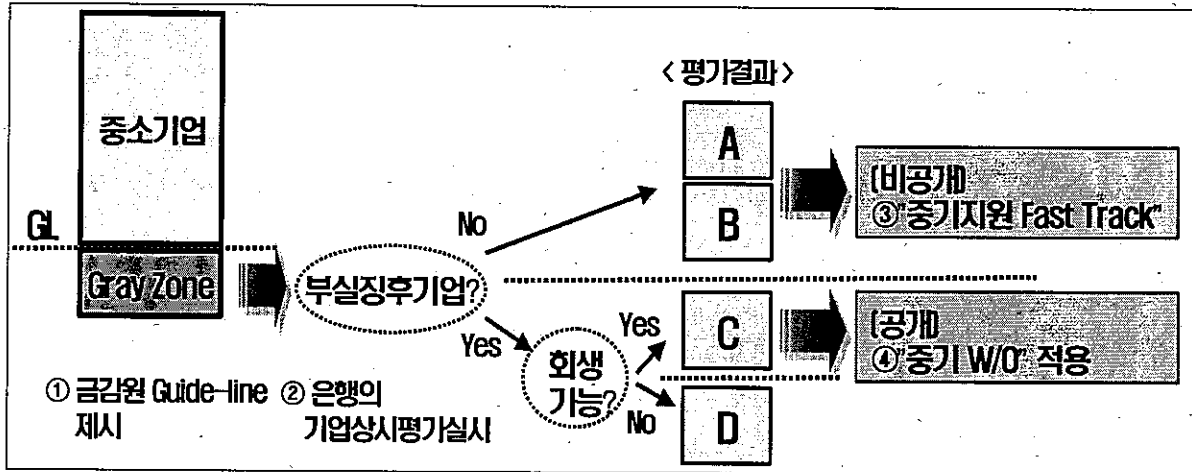 〈 평가결과 〉
중소기업
A
(비공개)
③"중기지원 Fast Track"
B
No
GL
Gray Zone
부실징후기업?
Yes
회생
가능?
Yes
C
(공개)
④"중기 W/O" 적용
No
D
① 금감원 Guide-line
제시
② 은행의
기업상시평가실시